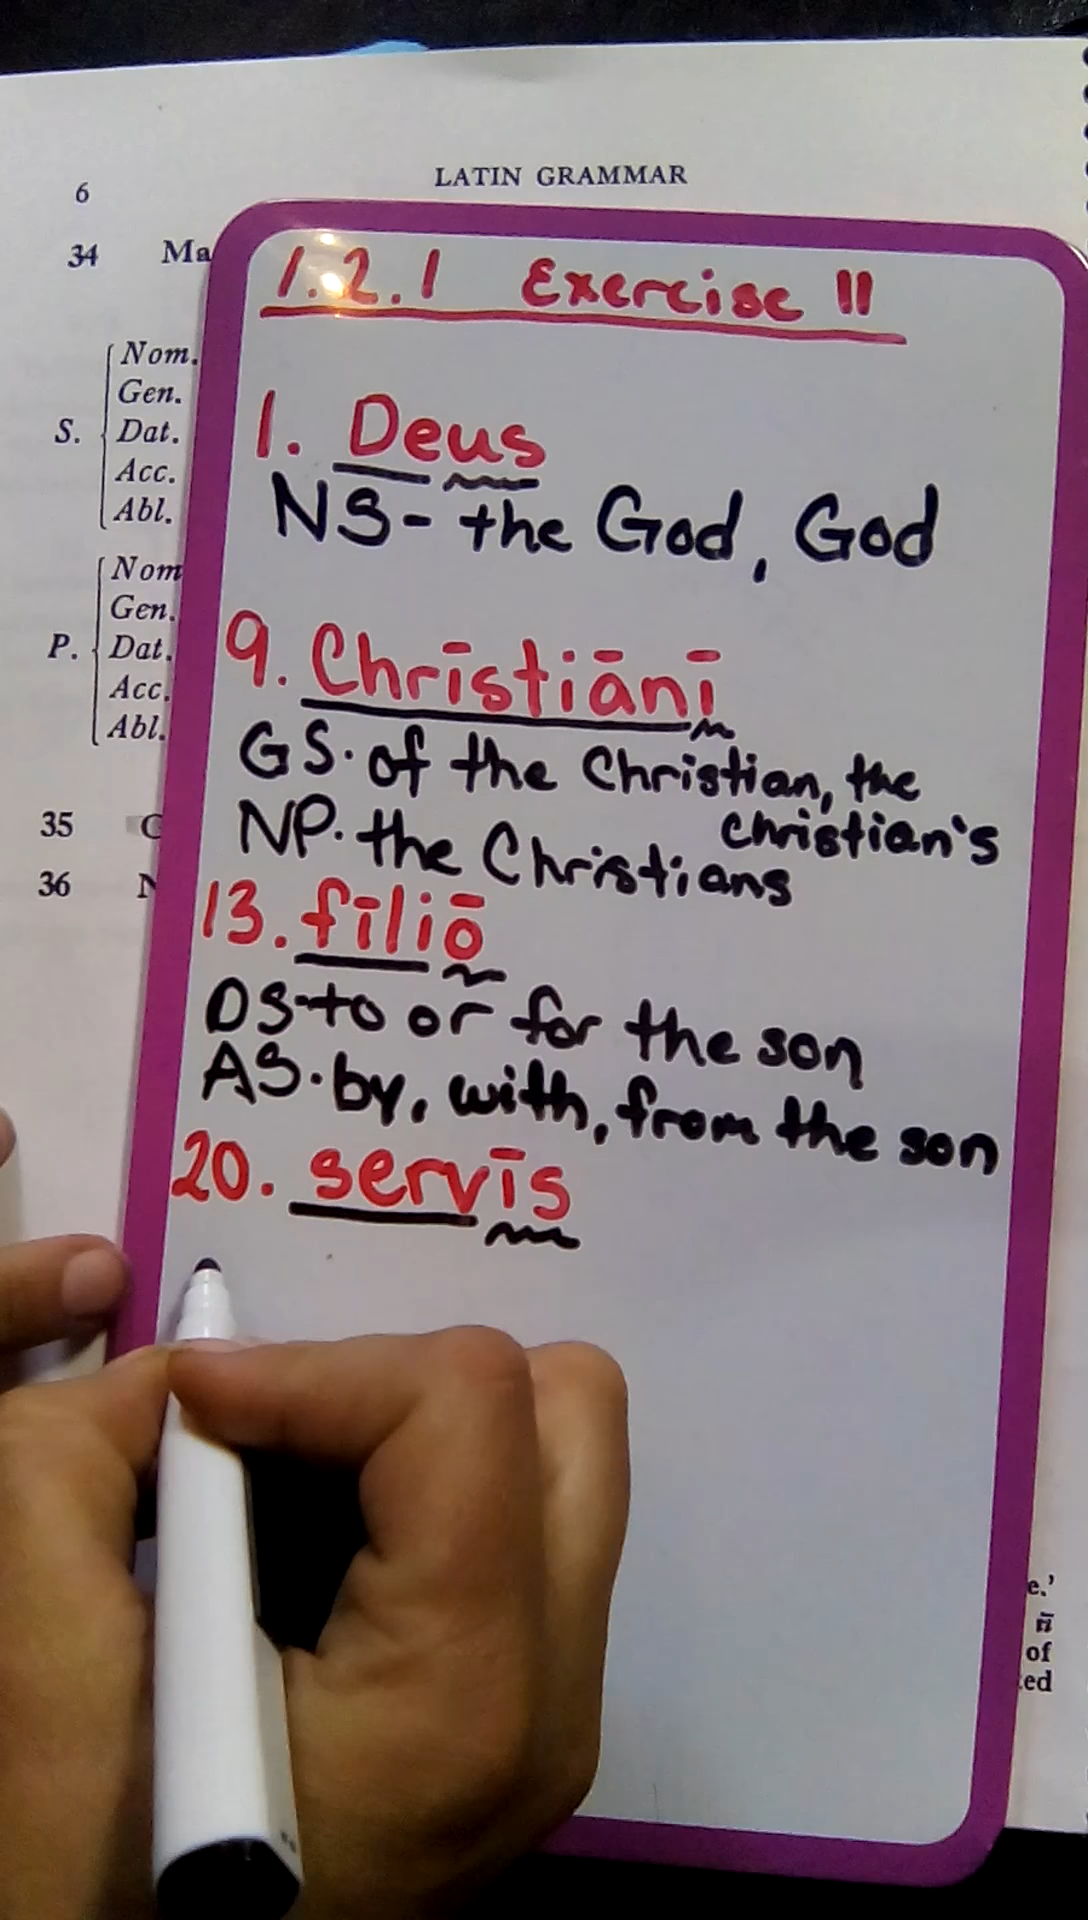 6
LATIN GRAMMAR
34 Ma
S.
Nom.
Gen.
Dat.
Acc.
Abl.
P.
Nom
Gen.
Dat.
Acc.
Abl.
35
36
1.2.1 Exercise II
1. Deus
NS- the God, God
9. Chrīstiānī
GS. of the Christian, the
Christian's
NP. the Christians
13. fīliō
DS-to or for the son
AS. by, with, from the son
20. servīs
e.'
of
ed